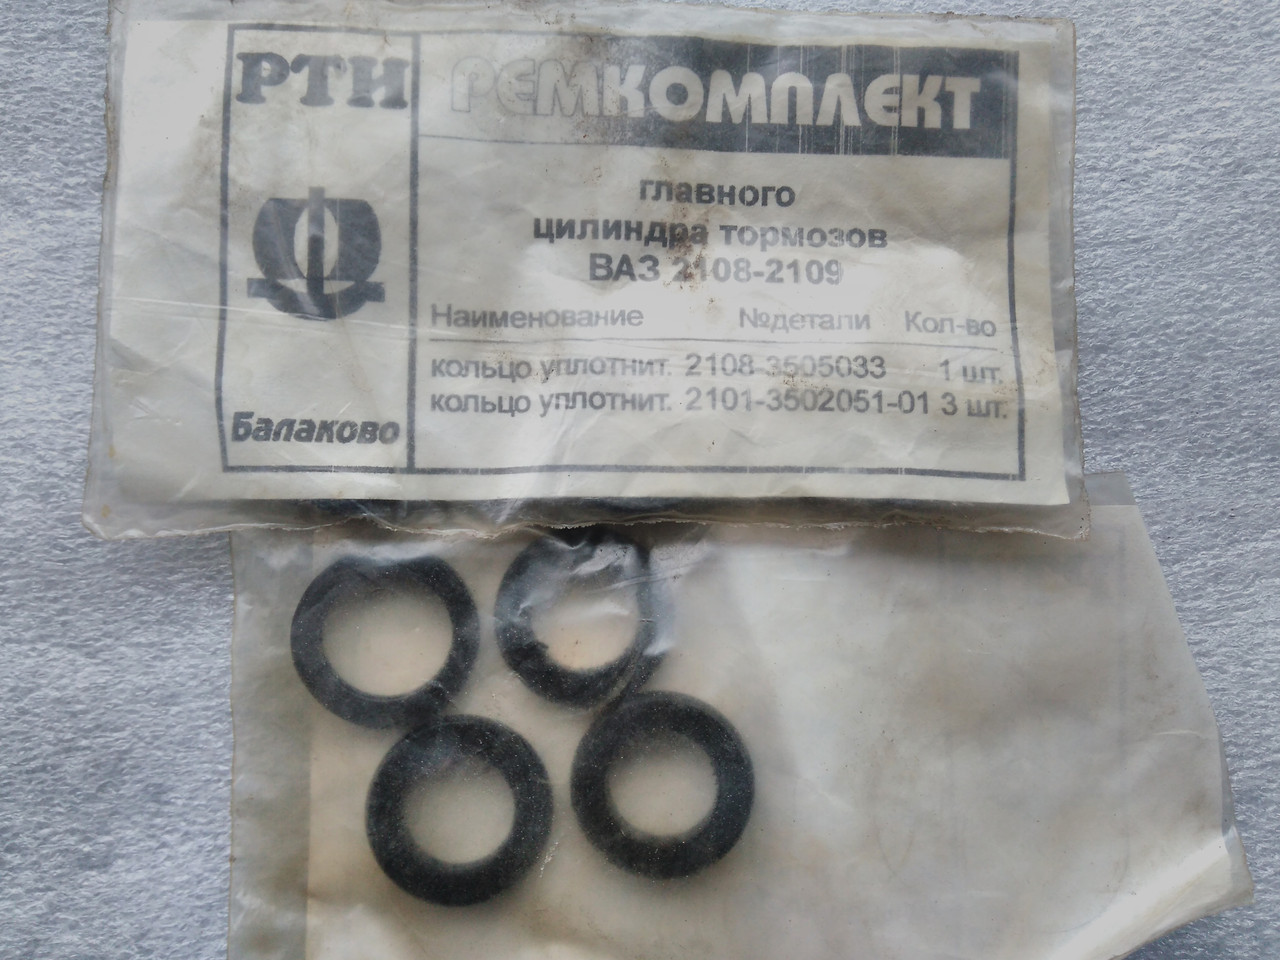 РТИ
РЕМКОМПЛЕКТ
главного
цилиндра тормозов
ВАЗ 2108-2109
Наименование №детали Кол-во
кольцо уплотнит. 2108-3505033 1 шт.
кольцо уплотнит. 2101-3502051-01 3 шт.
Балаково